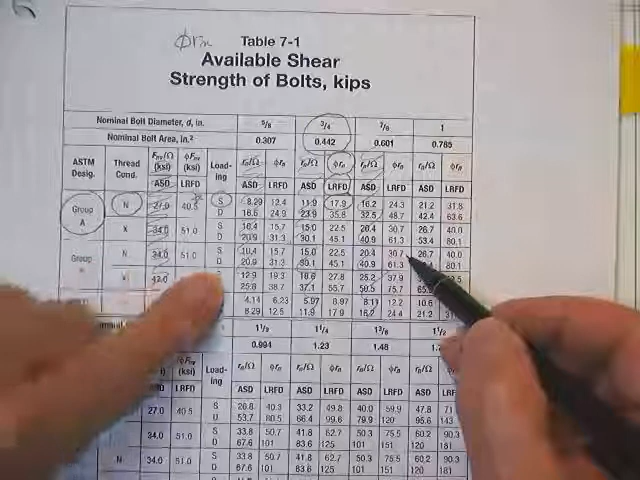 ϕrn
Table 7-1
Available Shear
Strength of Bolts, kips
Nominal Bolt Diameter, d, in. 5/8 3/4 7/8 1
Nominal Bolt Area, in.² 0.307 0.442 0.601 0.785
ASTM Desig. Thread Cond. Fnv/Ω (ksi) ϕFnv (ksi) Load-ing rn/Ω ϕrn rn/Ω ϕrn rn/Ω ϕrn rn/Ω ϕrn
ASD LRFD ASD LRFD ASD LRFD ASD LRFD ASD LRFD
Group A N 27.0 40.5 S 8.29 12.4 11.9 17.9 16.2 24.3 21.2 31.8
D 16.6 24.9 23.9 35.8 32.5 48.7 42.4 63.6
X 34.0 51.0 S 10.4 15.7 15.0 22.5 20.4 30.7 26.7 40.0
D 20.9 31.3 30.1 45.1 40.9 61.3 53.4 80.1
Group N 34.0 51.0 S 10.4 15.7 15.0 22.5 20.4 30.7 26.7 40.0
D 20.9 31.3 30.1 45.1 40.9 61.3 80.1
42.0 12.9 19.3 18.6 27.8 25.2 37.9
25.8 38.7 37.1 55.7 50.5 75.7
4.14 6.23 5.97 8.97 8.11 12.2 10.6
8.29 12.5 11.9 17.9 16.2 24.4 21.2
1 1/8 1 1/4 1 3/8 1 1/2
0.994 1.23 1.48
ϕFnv (ksi) Load-ing rn/Ω ϕrn rn/Ω ϕrn rn/Ω ϕrn rn/Ω ϕrn
LRFD ASD LRFD ASD LRFD ASD LRFD ASD LRFD
27.0 40.5 S 26.8 40.3 33.2 49.8 40.0 59.9 47.8
D 53.7 80.5 66.4 99.6 79.9 120 95.6 143
34.0 51.0 S 33.8 50.7 41.8 62.7 50.3 75.5 60.2 90.3
D 67.6 101 83.6 125 101 151 120 181
N 34.0 51.0 S 33.8 50.7 41.8 62.7 50.3 75.5 60.2 90.3
D 67.6 101 83.6 125 101 151 120 181